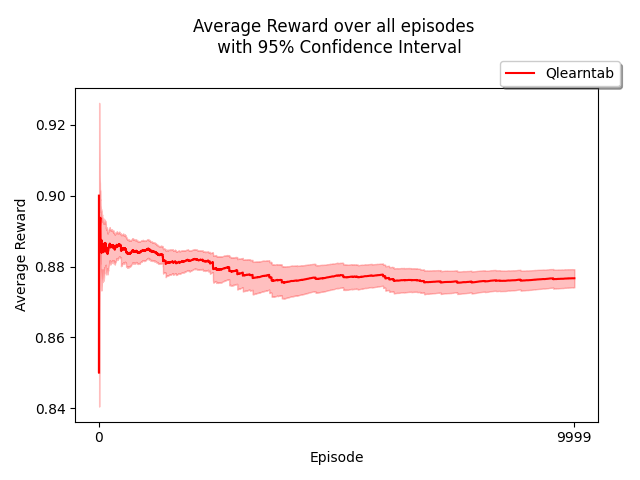 Average Reward over all episodes
with 95% Confidence Interval
Qlearntab
Average Reward
0.92
0.90
0.88
0.86
0.84
0
9999
Episode